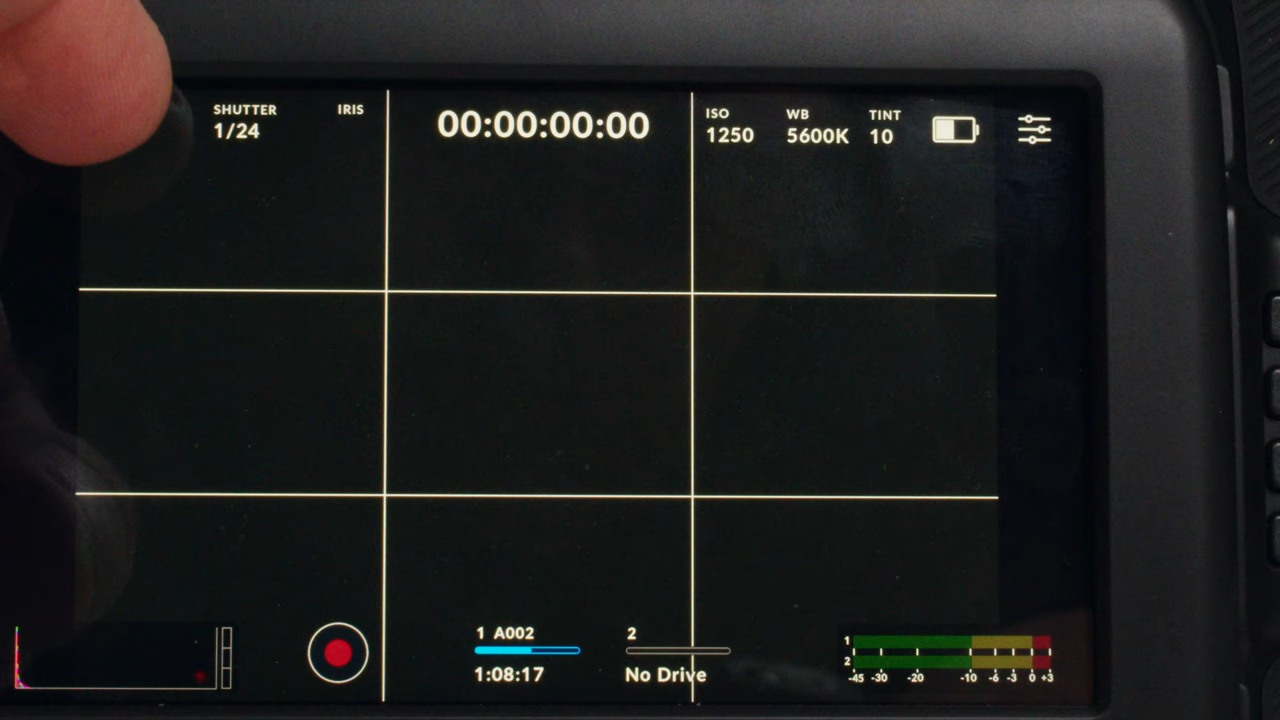 SHUTTER IRIS 00:00:00:00 ISO WB TINT
1/24 1250 5600K 10
1 A002 2
1:08:17 No Drive
1
2
-45 -30 -20 -10 -6 -3 0 +3